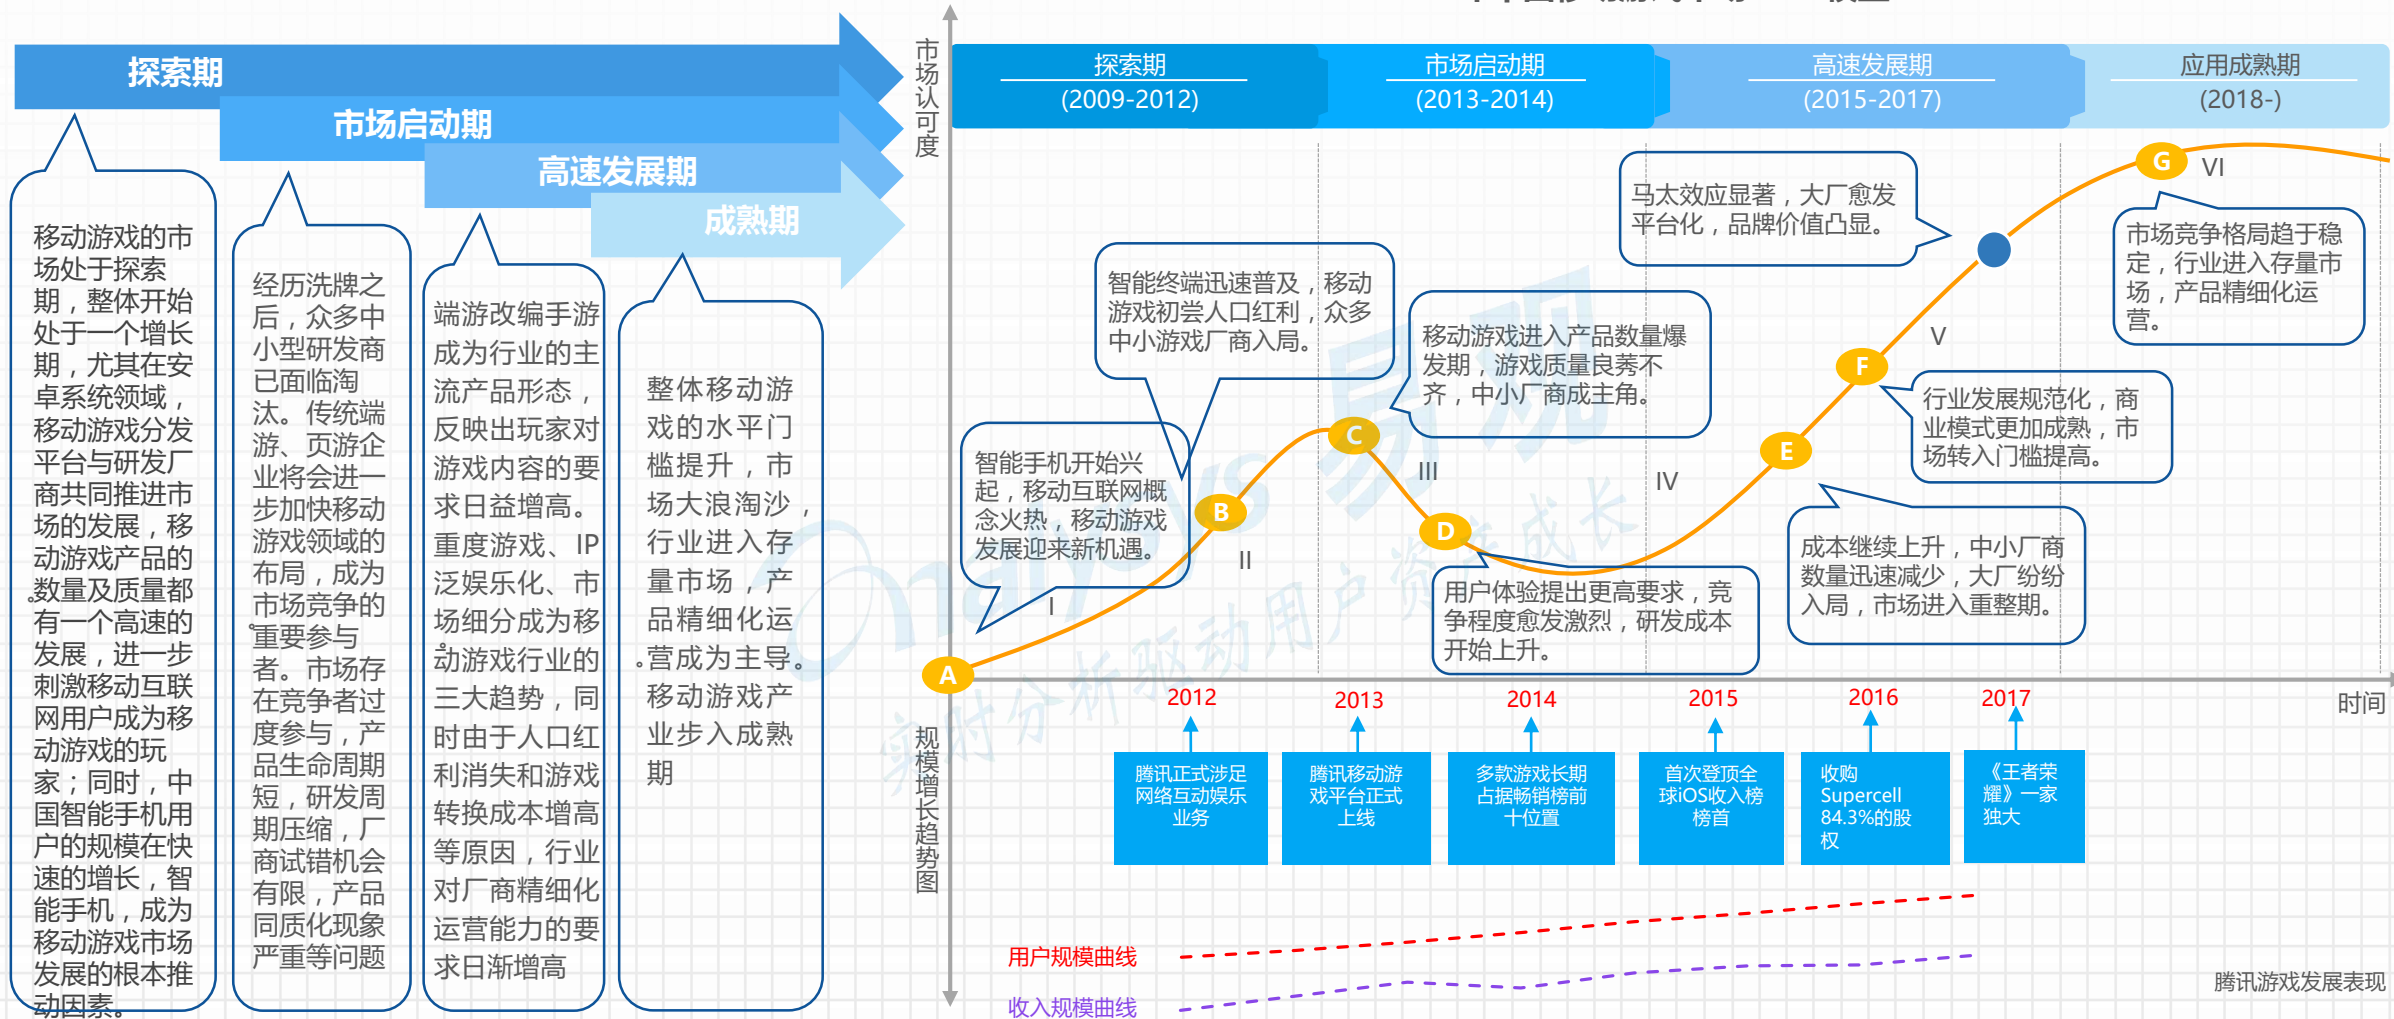 探索期
市场启动期
高速发展期
成熟期
移动游戏的市
场处于探索
期，整体开始
处于一个增长
期，尤其在安
卓系统领域，
移动游戏分发
平台与研发厂
商共同推进市
场的发展，移
动游戏产品的
数量及质量都
有一个高速的
发展，进一步
刺激移动互联
网用户成为移
动游戏的玩
家；同时，中
国智能手机用
户的规模在快
速的增长，智
能手机，成为
移动游戏市场
发展的根本推
动因素。
经历洗牌之
后，众多中
小型研发商
已面临淘
汰。传统端
游、页游企
业将会进一
步加快移动
游戏领域的
布局，成为
市场竞争的
重要参与
者。市场存
在竞争者过
度参与，产
品生命周期
短，研发周
期压缩，厂
商试错机会
有限，产品
同质化现象
严重等问题
。
端游改编手游
成为行业的主
流产品形态，
反映出玩家对
游戏内容的要
求日益增高。
重度游戏、IP
泛娱乐化、市
场细分成为移
动游戏行业的
三大趋势，同
时由于人口红
利消失和游戏
转换成本增高
等原因，行业
对厂商精细化
运营能力的要
求日渐增高
。
整体移动游
戏的水平门
槛提升，市
场大浪淘沙，
行业进入存
量市场，产
品精细化运
营成为主导。
移动游戏产
业步入成熟
期
。
市场认可度
探索期
(2009-2012)
市场启动期
(2013-2014)
高速发展期
(2015-2017)
应用成熟期
(2018-)
智能手机开始兴
起，移动互联网概
念火热，移动游戏
发展迎来新机遇。
智能终端迅速普及，移动
游戏初尝人口红利，众多
中小游戏厂商入局。
移动游戏进入产品数量爆
发期，游戏质量良莠不
齐，中小厂商成主角。
用户体验提出更高要求，竞
争程度愈发激烈，研发成本
开始上升。
马太效应显著，大厂愈发
平台化，品牌价值凸显。
成本继续上升，中小厂商
数量迅速减少，大厂纷纷
入局，市场进入重整期。
行业发展规范化，商
业模式更加成熟，市
场转入门槛提高。
市场竞争格局趋于稳
定，行业进入存量市
场，产品精细化运
营。
A
B
C
D
E
F
G
I
II
III
IV
V
VI
nalysys 易观
实时分析驱动用户资产成长
时间
2012
2013
2014
2015
2016
2017
规模增长趋势图
腾讯正式涉足
网络互动娱乐
业务
腾讯移动游
戏平台正式
上线
多款游戏长期
占据畅销榜前
十位置
首次登顶全
球iOS收入榜
榜首
收购
Supercell
84.3%的股
权
《王者荣
耀》一家
独大
用户规模曲线
收入规模曲线
腾讯游戏发展表现